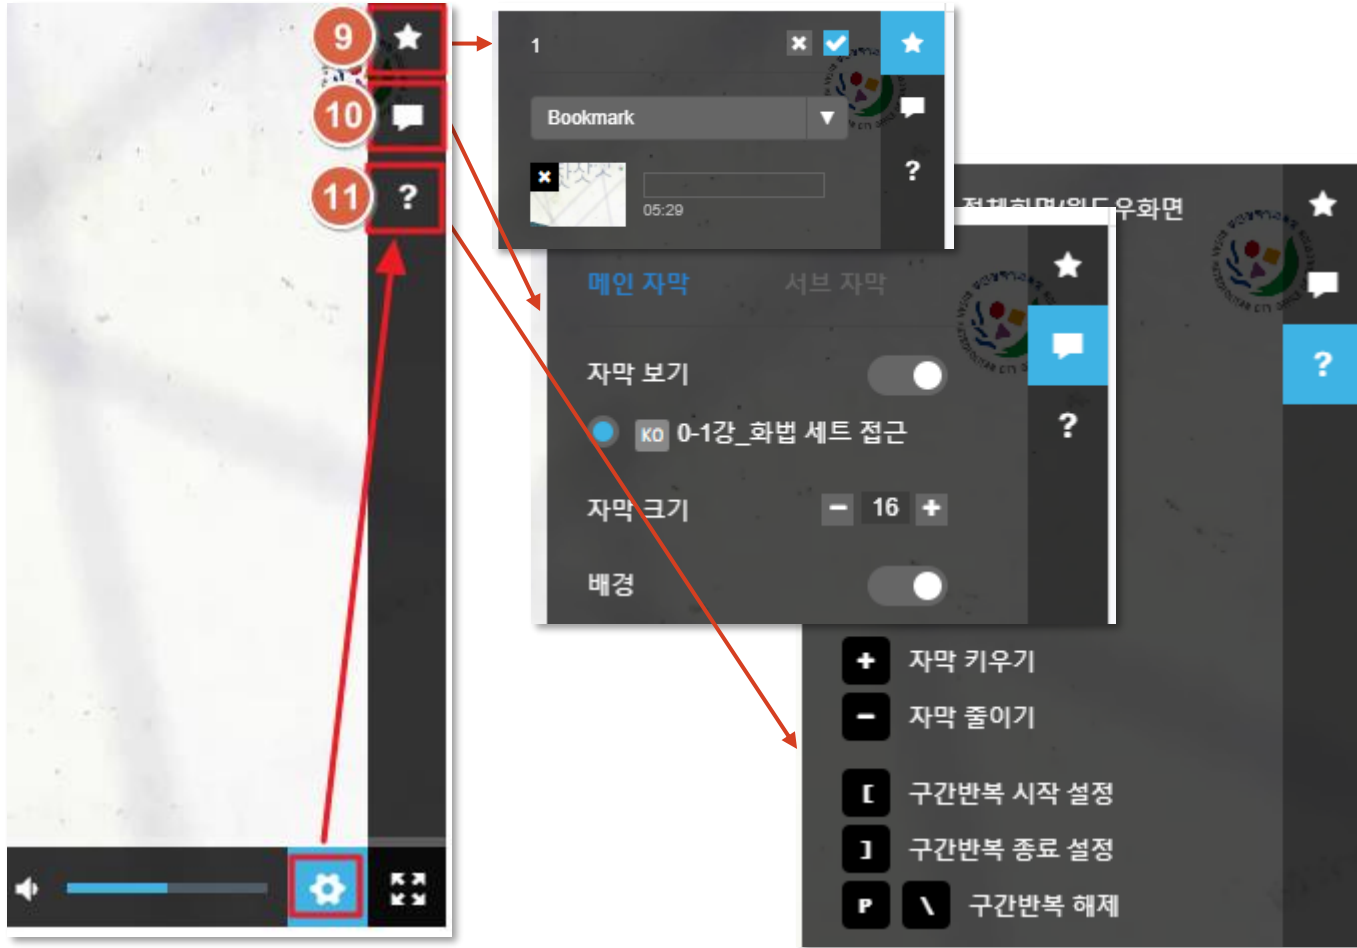 9
10
11
?
1
Bookmark
05:29
?
전체화면/윈도우화면
?
메인 자막
서브 자막
자막 보기
KO 0-1강_화법 세트 접근
자막 크기
- 16 +
배경
?
+ 자막 키우기
- 자막 줄이기
[ 구간반복 시작 설정
] 구간반복 종료 설정
P \ 구간반복 해제